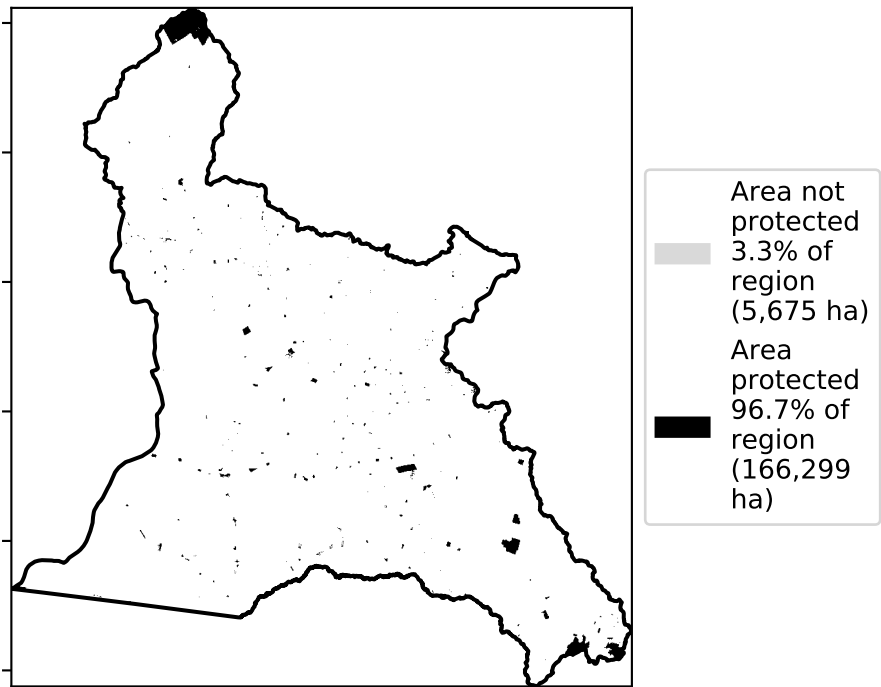 Area not
protected
3.3% of
region
(5,675 ha)
Area
protected
96.7% of
region
(166,299
ha)